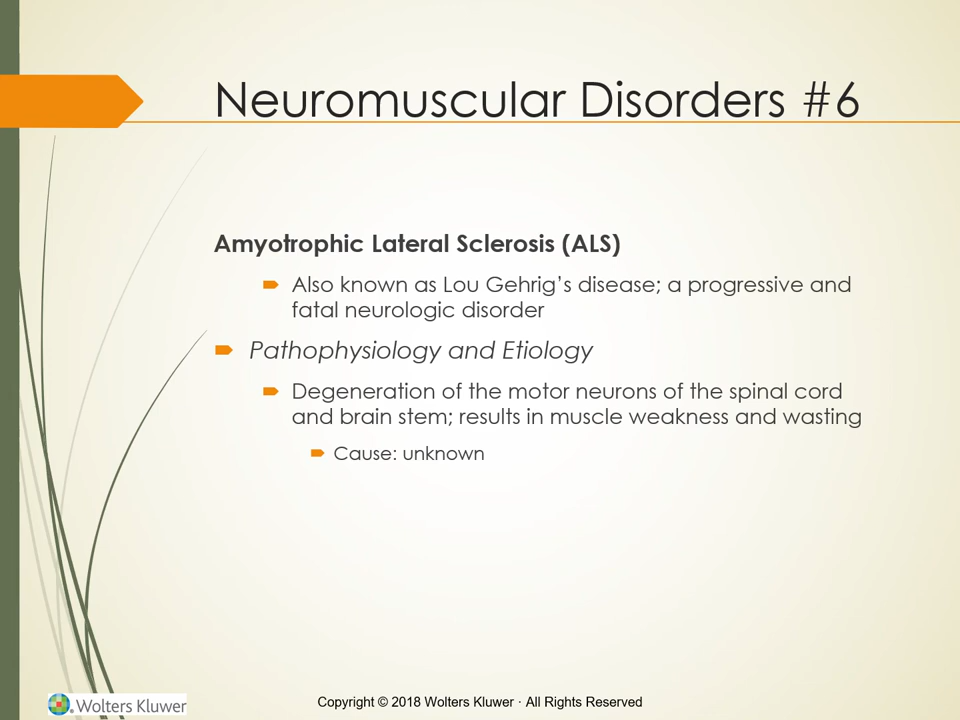 Neuromuscular Disorders #6
Amyotrophic Lateral Sclerosis (ALS)
Also known as Lou Gehrig’s disease; a progressive and
fatal neurologic disorder
Pathophysiology and Etiology
Degeneration of the motor neurons of the spinal cord
and brain stem; results in muscle weakness and wasting
Cause: unknown
Wolters Kluwer
Copyright © 2018 Wolters Kluwer · All Rights Reserved